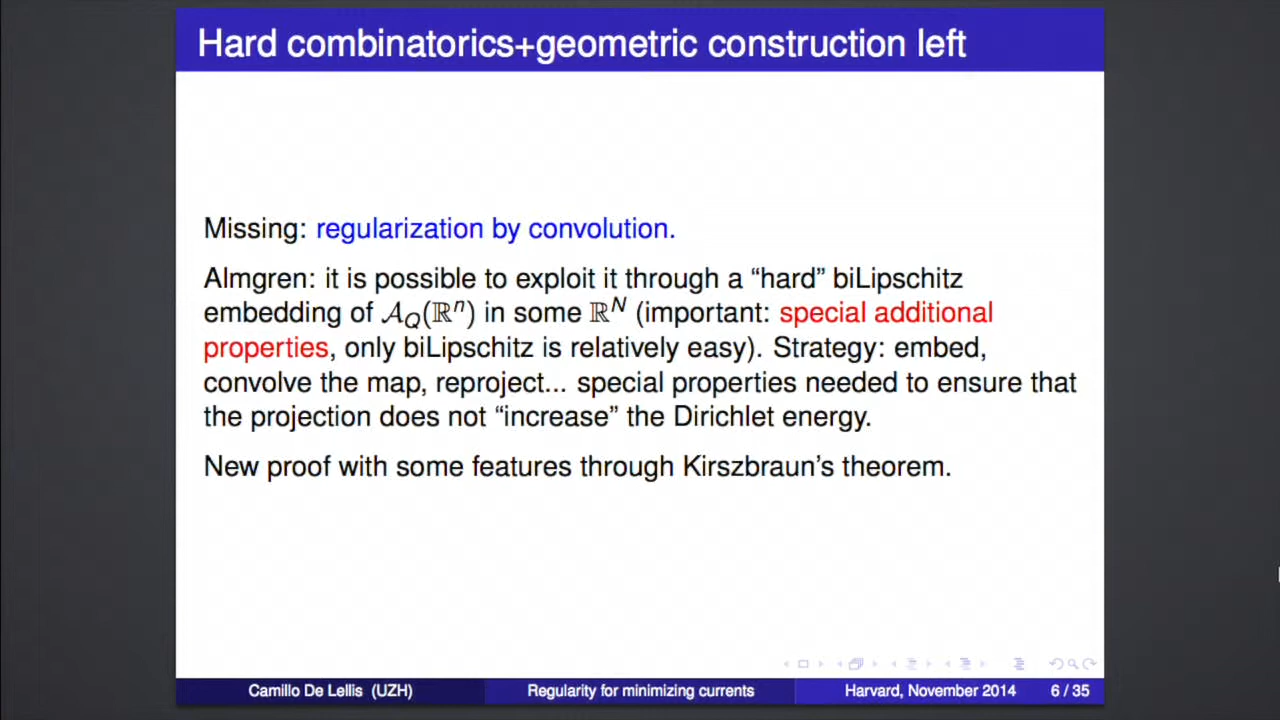 Hard combinatorics+geometric construction left
Missing: regularization by convolution.
Almgren: it is possible to exploit it through a “hard” biLipschitz
embedding of 𝒜_Q(ℝⁿ) in some ℝᴺ (important: special additional
properties, only biLipschitz is relatively easy). Strategy: embed,
convolve the map, reproject... special properties needed to ensure that
the projection does not “increase” the Dirichlet energy.
New proof with some features through Kirszbraun’s theorem.
Camillo De Lellis (UZH) Regularity for minimizing currents Harvard, November 2014 6 / 35